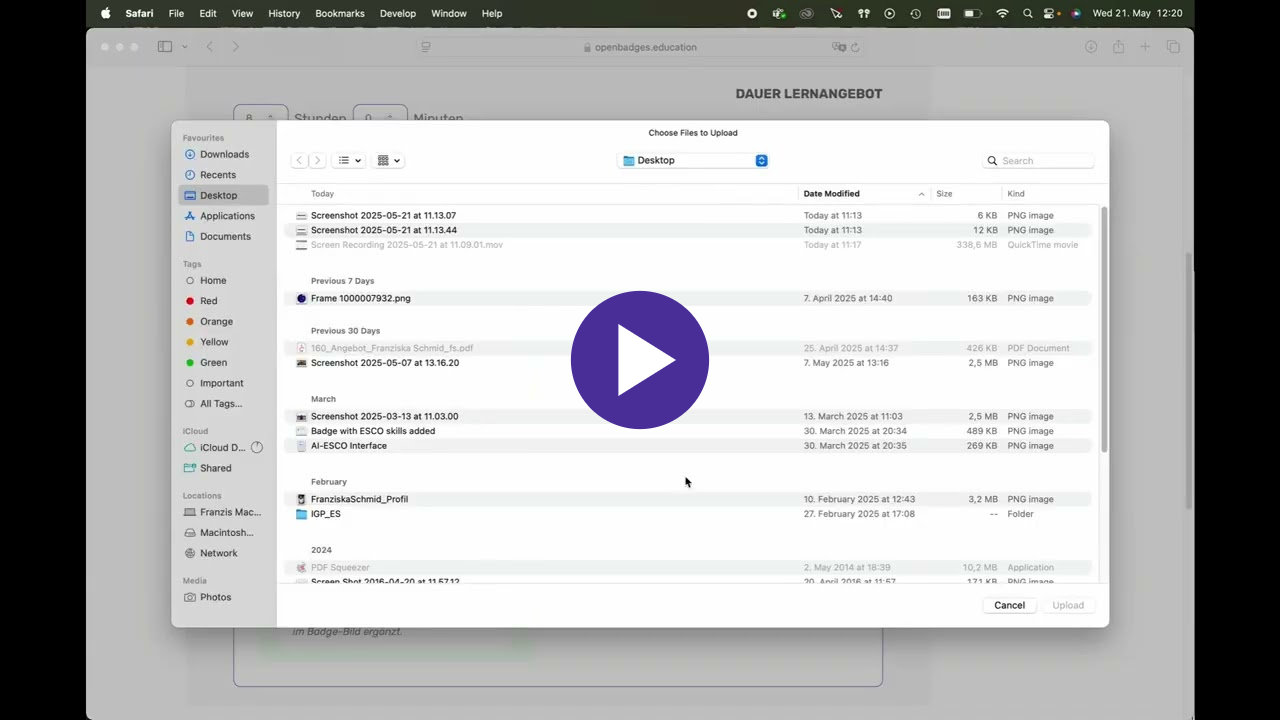 Safari File Edit View History Bookmarks Develop Window Help Wed 21. May 12:20
openbadges.education
DAUER LERNANGEBOT
8 Stunden 0 Minuten
Choose Files to Upload
Favourites
Downloads
Recents
Desktop
Applications
Documents
Tags
Home
Red
Orange
Yellow
Green
Important
All Tags...
iCloud
iCloud D...
Shared
Locations
Franzis Mac...
Macintosh...
Network
Media
Photos
Desktop
Search
Today Date Modified Size Kind
Screenshot 2025-05-21 at 11.13.07 Today at 11:13 6 KB PNG image
Screenshot 2025-05-21 at 11.13.44 Today at 11:13 12 KB PNG image
Screen Recording 2025-05-21 at 11.09.01.mov Today at 11:17 338,6 MB QuickTime movie
Previous 7 Days
Frame 1000007932.png 7. April 2025 at 14:40 163 KB PNG image
Previous 30 Days
160_Angebot_Franziska Schmid_fs.pdf 25. April 2025 at 14:37 426 KB PDF Document
Screenshot 2025-05-07 at 13.16.20 7. May 2025 at 13:16 2,5 MB PNG image
March
Screenshot 2025-03-13 at 11.03.00 13. March 2025 at 11:03 2,5 MB PNG image
Badge with ESCO skills added 30. March 2025 at 20:34 489 KB PNG image
AI-ESCO Interface 30. March 2025 at 20:35 269 KB PNG image
February
FranziskaSchmid_Profil 10. February 2025 at 12:43 3,2 MB PNG image
IGP_ES 27. February 2025 at 17:08 -- Folder
2024
PDF Squeezer 2. May 2014 at 18:39 10,2 MB Application
Screen Shot 2016-04-20 at 11.57.12 20. April 2016 at 11:57 171 KB PNG image
Cancel Upload
im Badge-Bild ergänzt.